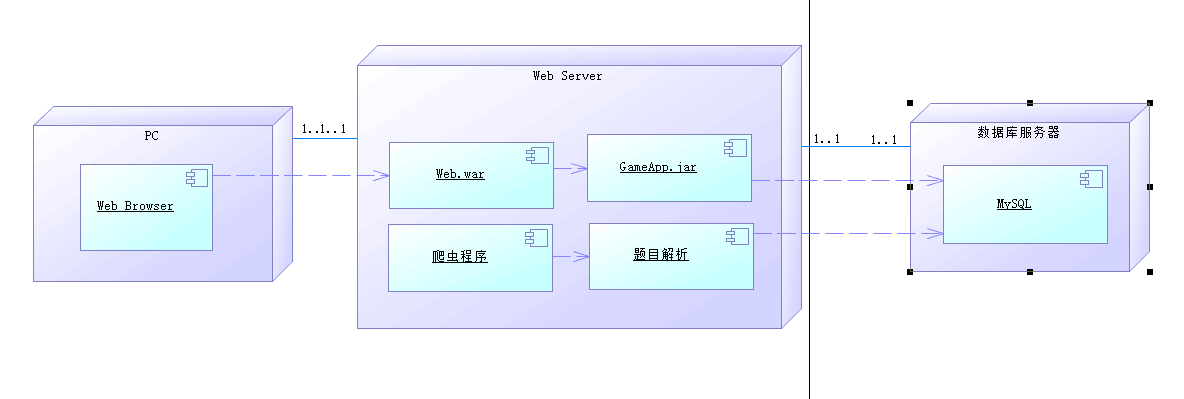 PC
Web Browser
1..1..1
Web Server
Web.war
GameApp.jar
爬虫程序
题目解析
1..1
1..1
数据库服务器
MySQL